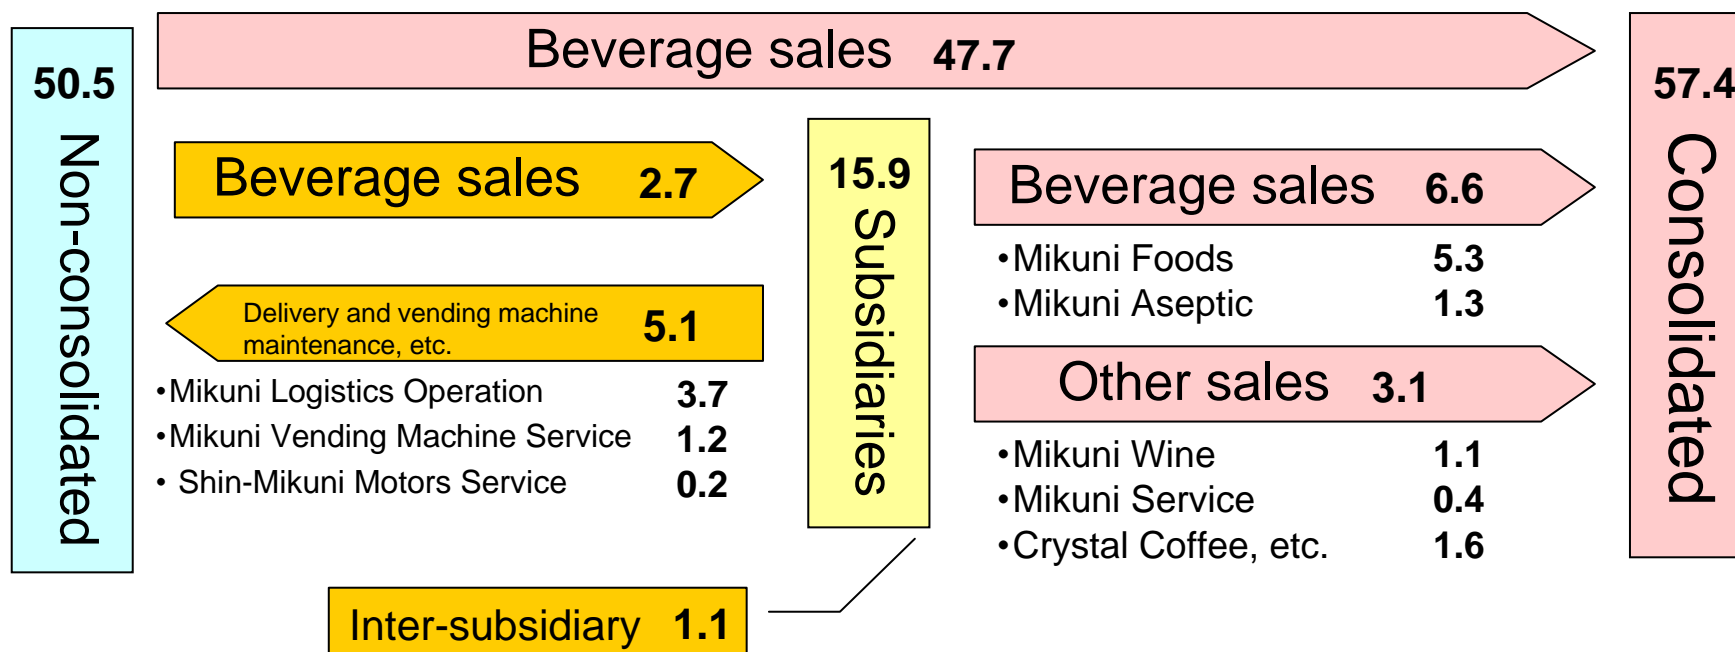 Beverage sales 47.7
50.5
Non-consolidated
Beverage sales 2.7
Delivery and vending machine
maintenance, etc. 5.1
•Mikuni Logistics Operation 3.7
•Mikuni Vending Machine Service 1.2
• Shin-Mikuni Motors Service 0.2
15.9
Subsidiaries
Inter-subsidiary 1.1
Beverage sales 6.6
•Mikuni Foods 5.3
•Mikuni Aseptic 1.3
Other sales 3.1
•Mikuni Wine 1.1
•Mikuni Service 0.4
•Crystal Coffee, etc. 1.6
57.4
Consolidated